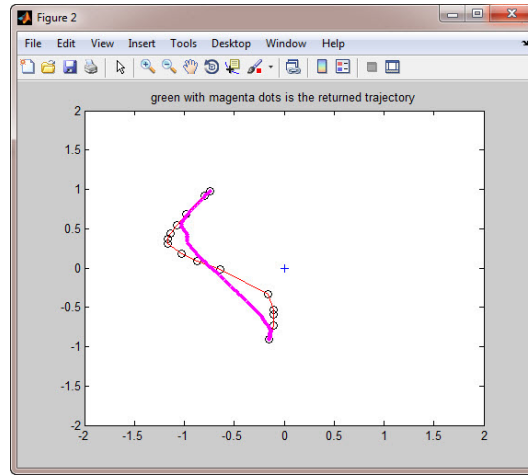 Figure 2
File Edit View Insert Tools Desktop Window Help
green with magenta dots is the returned trajectory
2
1.5
1
0.5
0
-0.5
-1
-1.5
-2
-2 -1.5 -1 -0.5 0 0.5 1 1.5 2